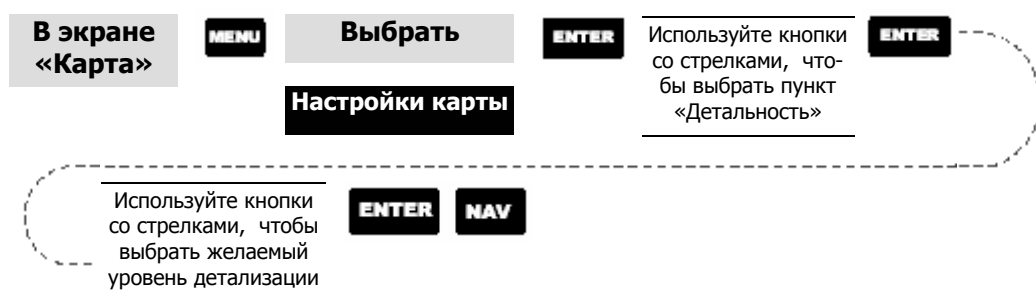 В экране
«Карта»
MENU
Выбрать
Настройки карты
ENTER
Используйте кнопки
со стрелками, что-
бы выбрать пункт
«Детальность»
ENTER
Используйте кнопки
со стрелками, чтобы
выбрать желаемый
уровень детализации
ENTER
NAV